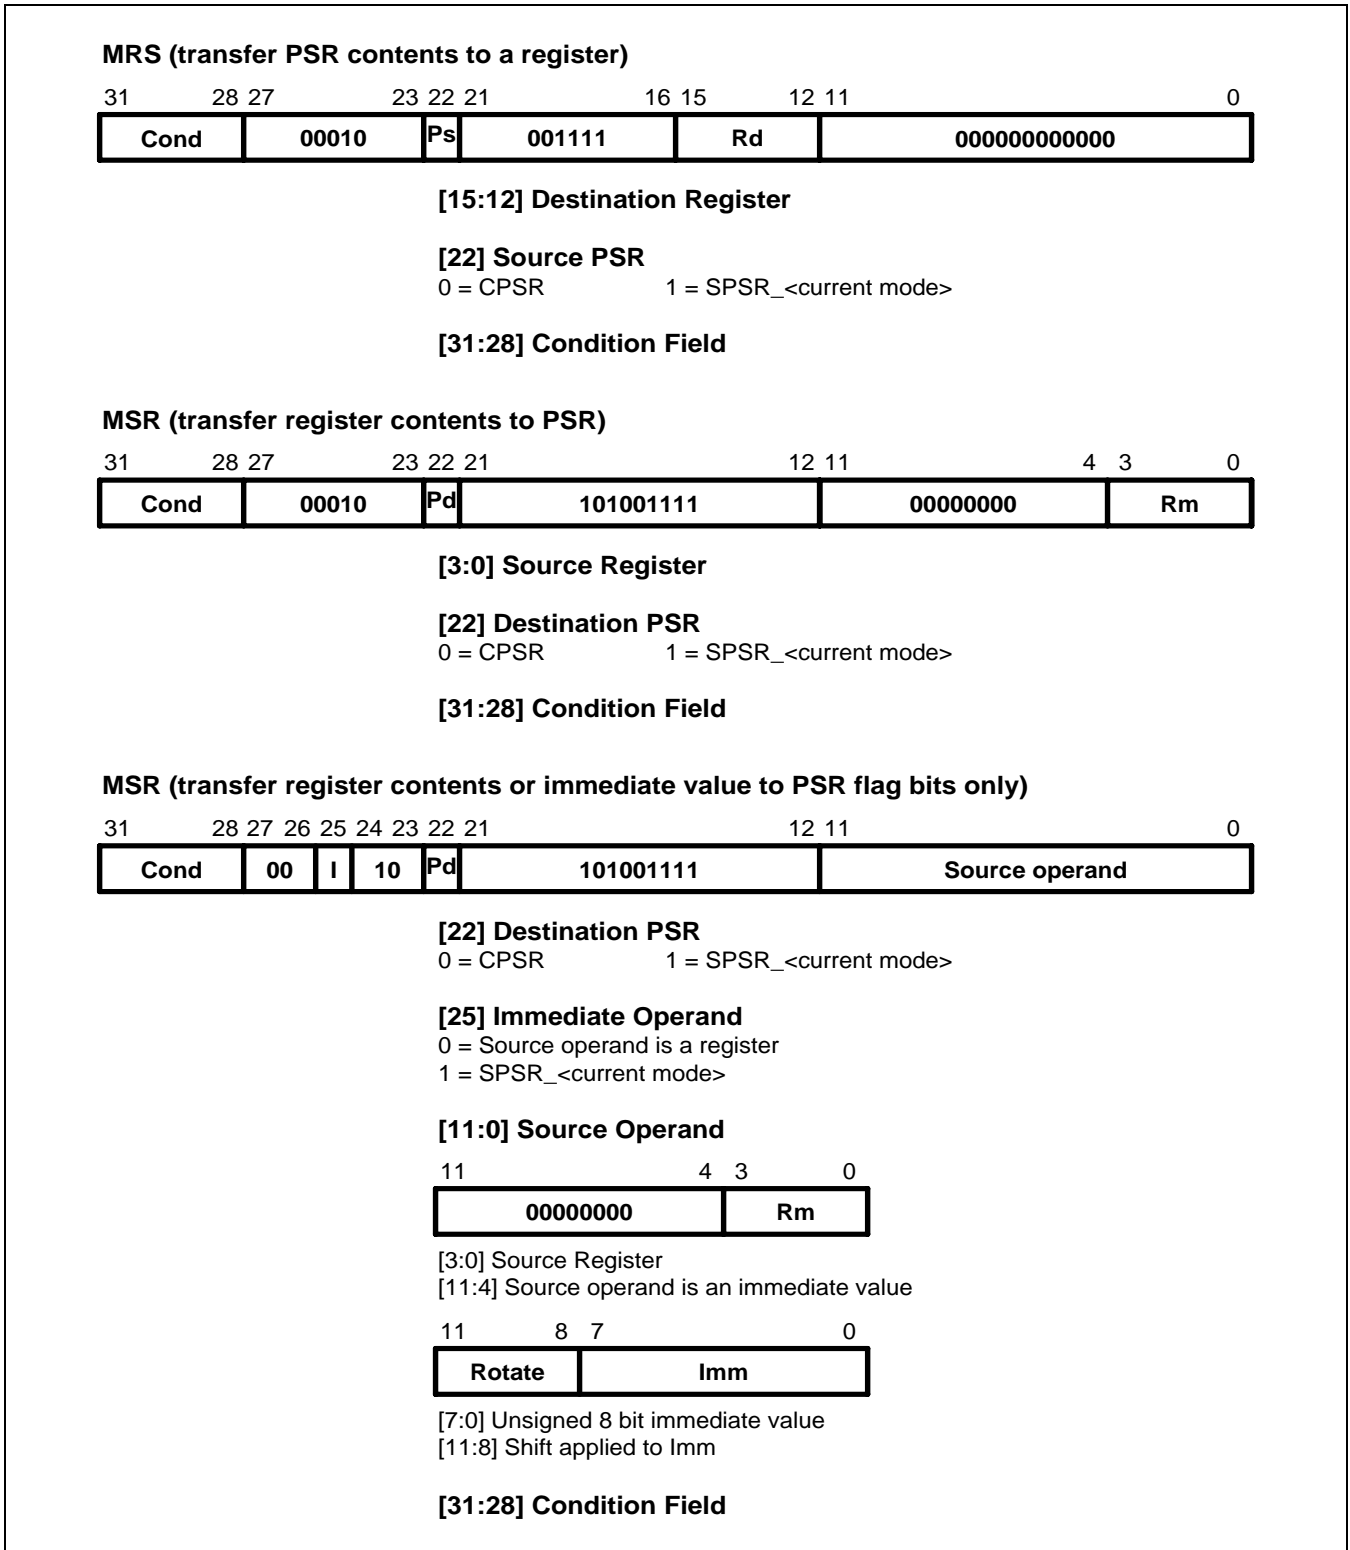 MRS (transfer PSR contents to a register)
31 28 27 23 22 21 16 15 12 11 0
Cond 00010 Ps 001111 Rd 000000000000
[15:12] Destination Register
[22] Source PSR
0 = CPSR 1 = SPSR_<current mode>
[31:28] Condition Field
MSR (transfer register contents to PSR)
31 28 27 23 22 21 12 11 4 3 0
Cond 00010 Pd 101001111 00000000 Rm
[3:0] Source Register
[22] Destination PSR
0 = CPSR 1 = SPSR_<current mode>
[31:28] Condition Field
MSR (transfer register contents or immediate value to PSR flag bits only)
31 28 27 26 25 24 23 22 21 12 11 0
Cond 00 I 10 Pd 101001111 Source operand
[22] Destination PSR
0 = CPSR 1 = SPSR_<current mode>
[25] Immediate Operand
0 = Source operand is a register
1 = SPSR_<current mode>
[11:0] Source Operand
11 4 3 0
00000000 Rm
[3:0] Source Register
[11:4] Source operand is an immediate value
11 8 7 0
Rotate Imm
[7:0] Unsigned 8 bit immediate value
[11:8] Shift applied to Imm
[31:28] Condition Field